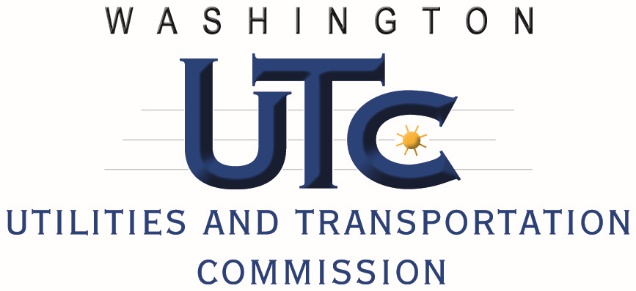 WASHINGTON
UTC
UTILITIES AND TRANSPORTATION
COMMISSION